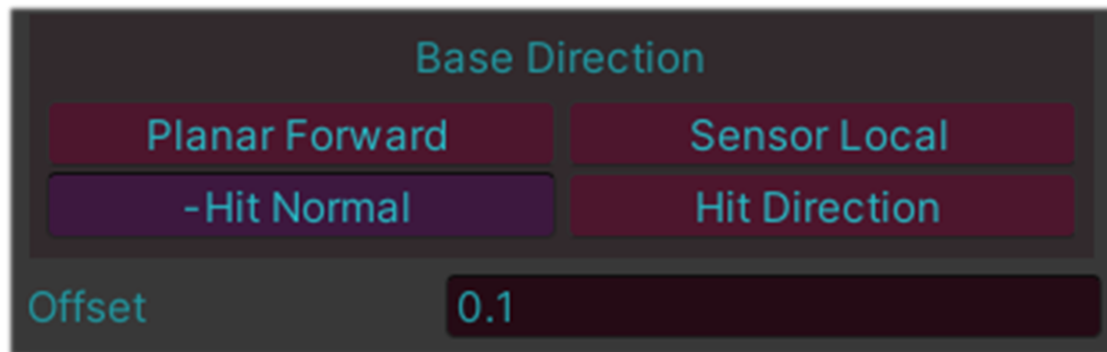 Base Direction
Planar Forward Sensor Local
-Hit Normal Hit Direction
Offset 0.1